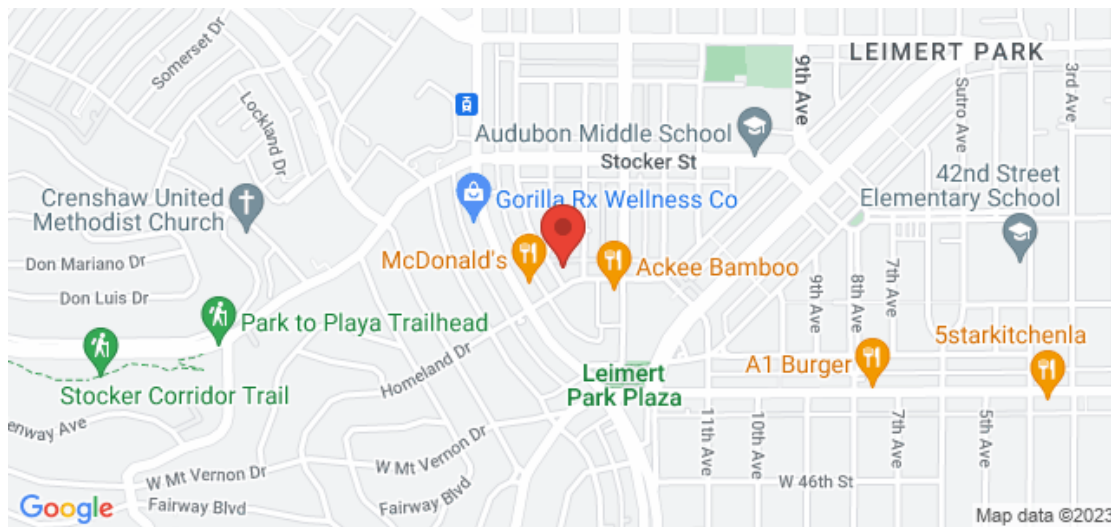 Somerset Dr
Lockland Dr
9th Ave
LEIMERT PARK
Sutro Ave
3rd Ave
Audubon Middle School
Stocker St
42nd Street
Elementary School
Crenshaw United
Methodist Church
Gorilla Rx Wellness Co
Don Mariano Dr
McDonald's
Ackee Bamboo
Don Luis Dr
9th Ave
8th Ave
7th Ave
Park to Playa Trailhead
5starkitchenla
Homeland Dr
A1 Burger
Leimert
Park Plaza
Stocker Corridor Trail
enway Ave
11th Ave
10th Ave
7th Ave
5th Ave
W Mt Vernon Dr
W Mt Vernon Dr
W 46th St
Fairway Blvd
Fairway Blvd
Google
Map data ©2023